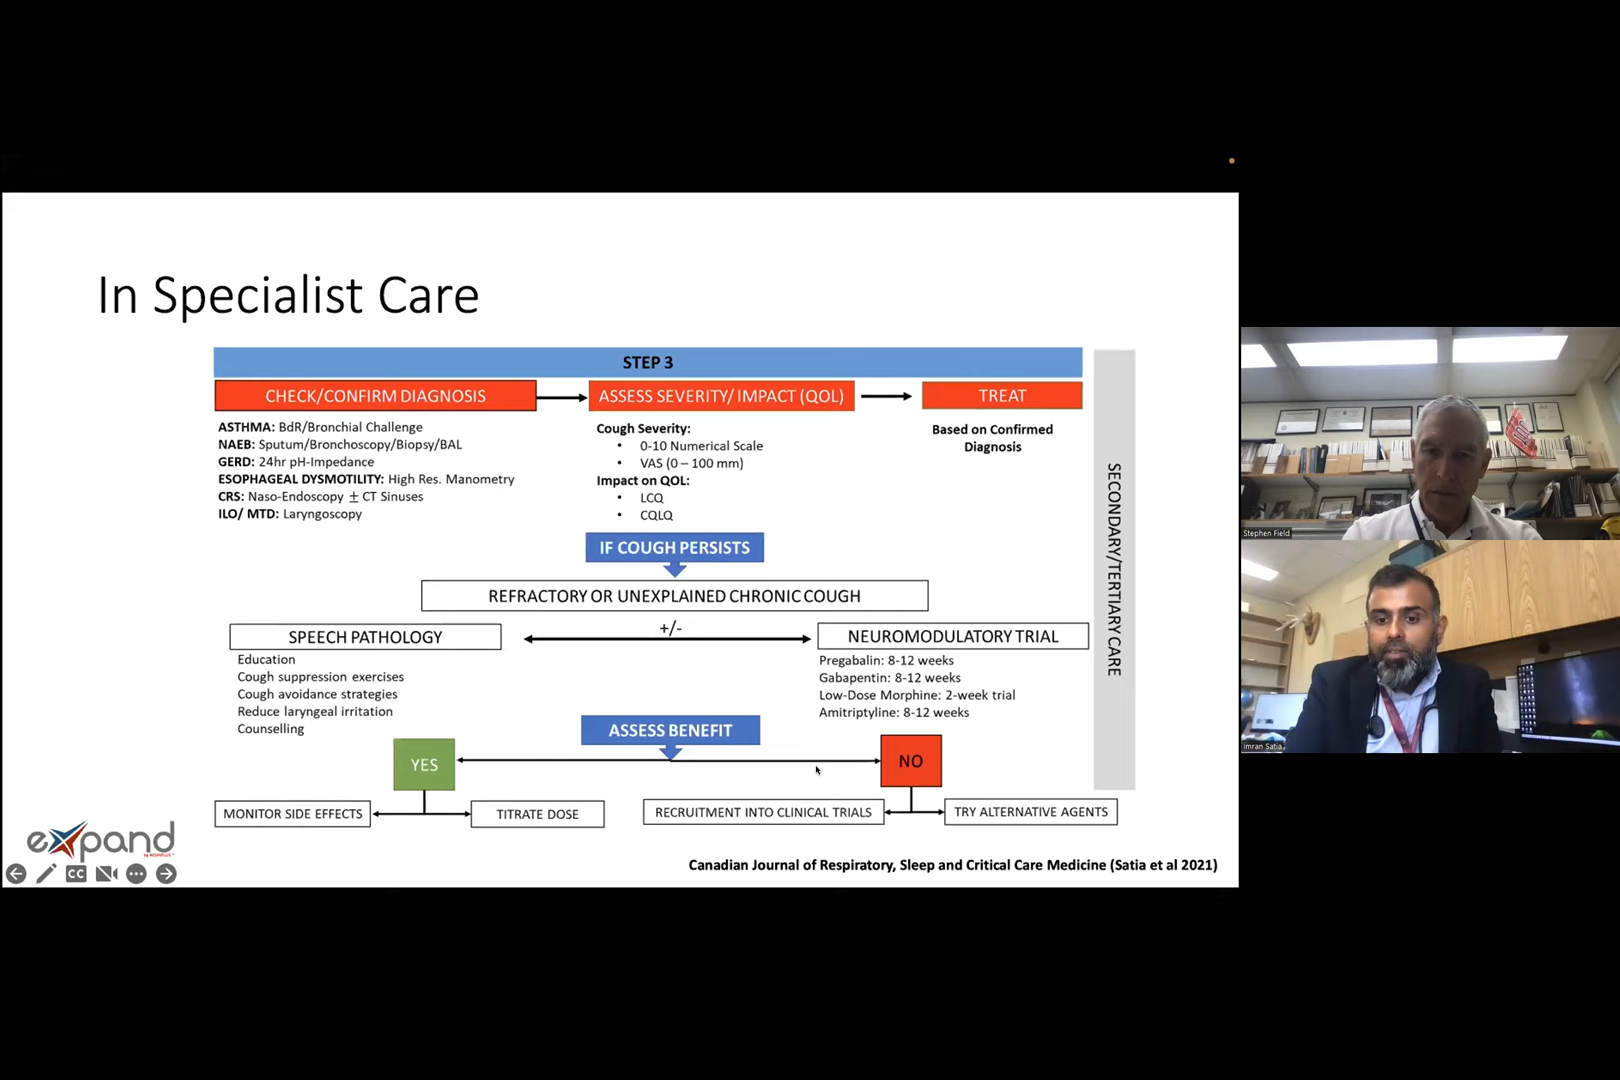 In Specialist Care
STEP 3
CHECK/CONFIRM DIAGNOSIS
ASSESS SEVERITY/ IMPACT (QOL)
TREAT
ASTHMA: BdR/Bronchial Challenge
NAEB: Sputum/Bronchoscopy/Biopsy/BAL
GERD: 24hr pH-Impedance
ESOPHAGEAL DYSMOTILITY: High Res. Manometry
CRS: Naso-Endoscopy ± CT Sinuses
ILO/ MTD: Laryngoscopy
Cough Severity:
• 0-10 Numerical Scale
• VAS (0 – 100 mm)
Impact on QOL:
• LCQ
• CQLQ
Based on Confirmed
Diagnosis
SECONDARY/TERTIARY CARE
IF COUGH PERSISTS
REFRACTORY OR UNEXPLAINED CHRONIC COUGH
SPEECH PATHOLOGY
+/-
NEUROMODULATORY TRIAL
Education
Cough suppression exercises
Cough avoidance strategies
Reduce laryngeal irritation
Counselling
Pregabalin: 8-12 weeks
Gabapentin: 8-12 weeks
Low-Dose Morphine: 2-week trial
Amitriptyline: 8-12 weeks
ASSESS BENEFIT
YES
NO
MONITOR SIDE EFFECTS
TITRATE DOSE
RECRUITMENT INTO CLINICAL TRIALS
TRY ALTERNATIVE AGENTS
expand
CC
Canadian Journal of Respiratory, Sleep and Critical Care Medicine (Satia et al 2021)
Stephen Field
Imran Satia